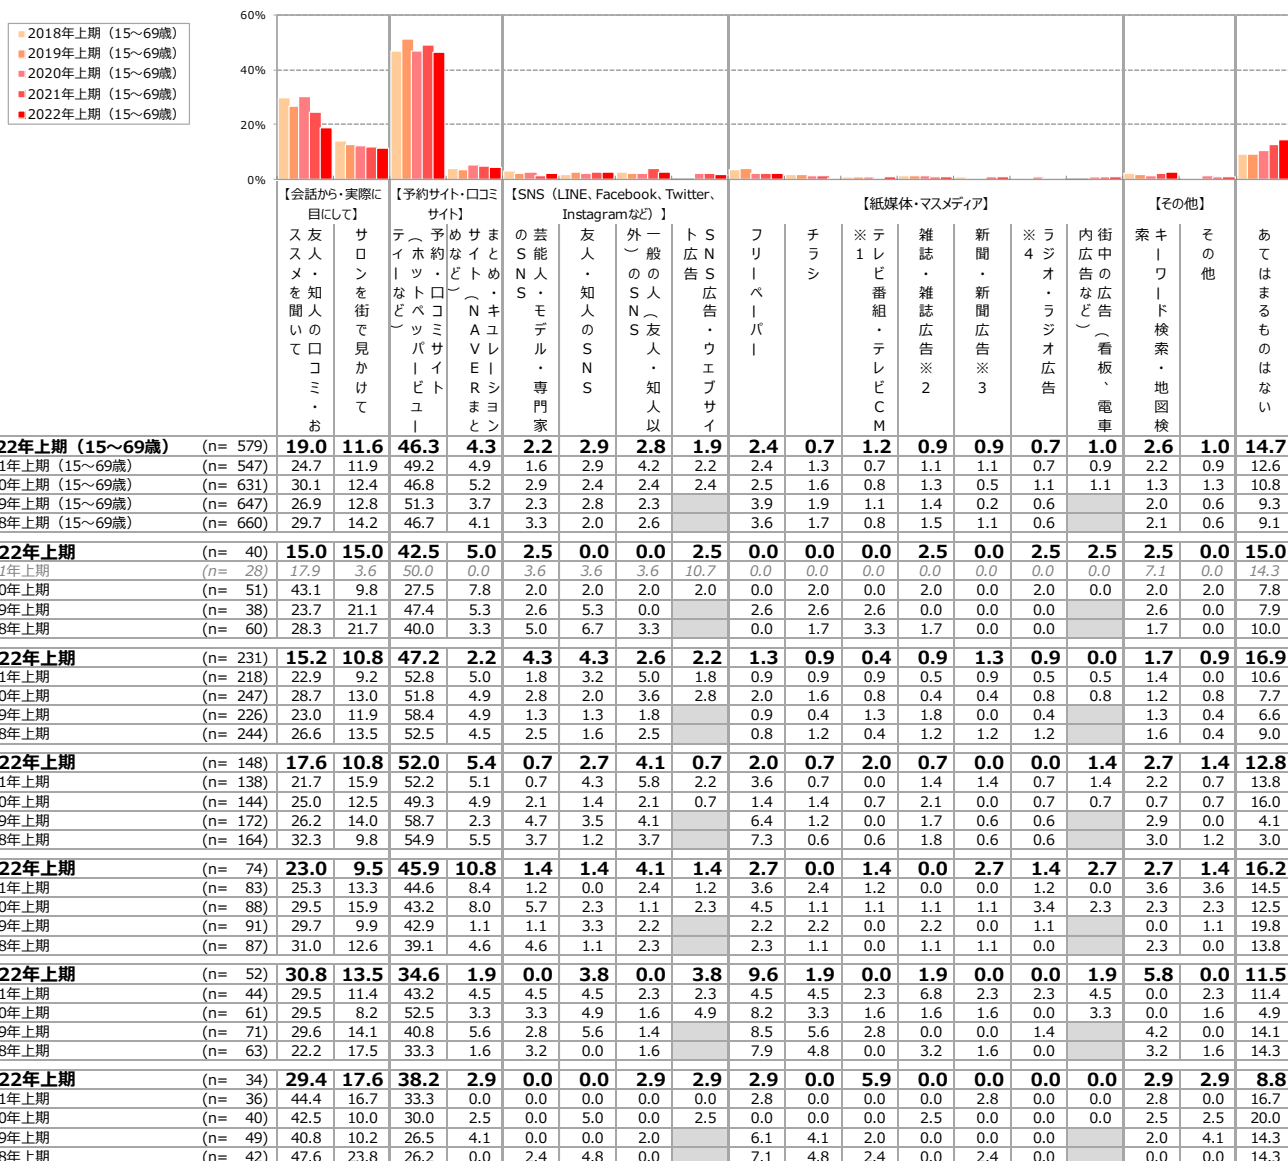 60%
40%
20%
0%
2018年上期（15～69歳）
2019年上期（15～69歳）
2020年上期（15～69歳）
2021年上期（15～69歳）
2022年上期（15～69歳）
【会話から・実際に目にして】
【予約サイト・口コミサイト】
【SNS（LINE、Facebook、Twitter、Instagramなど）】
【紙媒体・マスメディア】
【その他】
友人・知人の口コミ・おススメを聞いて
サロンを街で見かけて
予約・口コミサイト（ホットペッパービューティーなど）
まとめ・キュレーションサイト（NAVERまとめなど）
芸能人・モデル・専門家のSNS
友人・知人のSNS
一般の人（友人・知人以外）のSNS
SNS広告・ウエブサイト広告
フリーペーパー
チラシ
テレビ番組・テレビCM※1
雑誌・雑誌広告※2
新聞・新聞広告※3
ラジオ・ラジオ広告※4
街中の広告（看板、電車内広告など）
キーワード検索・地図検索
その他
あてはまるものはない
22年上期（15～69歳） (n= 579) 19.0 11.6 46.3 4.3 2.2 2.9 2.8 1.9 2.4 0.7 1.2 0.9 0.9 0.7 1.0 2.6 1.0 14.7
1年上期（15～69歳） (n= 547) 24.7 11.9 49.2 4.9 1.6 2.9 4.2 2.2 2.4 1.3 0.7 1.1 1.1 0.7 0.9 2.2 0.9 12.6
0年上期（15～69歳） (n= 631) 30.1 12.4 46.8 5.2 2.9 2.4 2.4 2.4 2.5 1.6 0.8 1.3 0.5 1.1 1.1 1.3 1.3 10.8
9年上期（15～69歳） (n= 647) 26.9 12.8 51.3 3.7 2.3 2.8 2.3 3.9 1.9 1.1 1.4 0.2 0.6 2.0 0.6 9.3
8年上期（15～69歳） (n= 660) 29.7 14.2 46.7 4.1 3.3 2.0 2.6 3.6 1.7 0.8 1.5 1.1 0.6 2.1 0.6 9.1
22年上期 (n= 40) 15.0 15.0 42.5 5.0 2.5 0.0 0.0 2.5 0.0 0.0 0.0 2.5 0.0 2.5 2.5 2.5 0.0 15.0
1年上期 (n= 28) 17.9 3.6 50.0 0.0 3.6 3.6 3.6 10.7 0.0 0.0 0.0 0.0 0.0 0.0 0.0 7.1 0.0 14.3
0年上期 (n= 51) 43.1 9.8 27.5 7.8 2.0 2.0 2.0 2.0 0.0 2.0 0.0 2.0 0.0 2.0 0.0 2.0 2.0 7.8
9年上期 (n= 38) 23.7 21.1 47.4 5.3 2.6 5.3 0.0 2.6 2.6 2.6 0.0 0.0 0.0 2.6 0.0 7.9
8年上期 (n= 60) 28.3 21.7 40.0 3.3 5.0 6.7 3.3 0.0 1.7 3.3 1.7 0.0 0.0 1.7 0.0 10.0
22年上期 (n= 231) 15.2 10.8 47.2 2.2 4.3 4.3 2.6 2.2 1.3 0.9 0.4 0.9 1.3 0.9 0.0 1.7 0.9 16.9
1年上期 (n= 218) 22.9 9.2 52.8 5.0 1.8 3.2 5.0 1.8 0.9 0.9 0.9 0.5 0.9 0.5 0.5 1.4 0.0 10.6
0年上期 (n= 247) 28.7 13.0 51.8 4.9 2.8 2.0 3.6 2.8 2.0 1.6 0.8 0.4 0.4 0.8 0.8 1.2 0.8 7.7
9年上期 (n= 226) 23.0 11.9 58.4 4.9 1.3 1.3 1.8 0.9 0.4 1.3 1.8 0.0 0.4 1.3 0.4 6.6
8年上期 (n= 244) 26.6 13.5 52.5 4.5 2.5 1.6 2.5 0.8 1.2 0.4 1.2 1.2 1.2 1.6 0.4 9.0
22年上期 (n= 148) 17.6 10.8 52.0 5.4 0.7 2.7 4.1 0.7 2.0 0.7 2.0 0.7 0.7 0.0 1.4 2.7 1.4 12.8
1年上期 (n= 138) 21.7 15.9 52.2 5.1 0.7 4.3 5.8 2.2 3.6 0.7 0.0 1.4 1.4 0.7 1.4 2.2 0.7 13.8
0年上期 (n= 144) 25.0 12.5 49.3 4.9 2.1 1.4 2.1 0.7 1.4 1.4 0.7 2.1 0.0 0.7 0.7 0.7 0.7 16.0
9年上期 (n= 172) 26.2 14.0 58.7 2.3 4.7 3.5 4.1 6.4 1.2 0.0 1.7 0.6 0.6 2.9 0.0 4.1
8年上期 (n= 164) 32.3 9.8 54.9 5.5 3.7 1.2 3.7 7.3 0.6 0.6 1.8 0.6 0.6 3.0 1.2 3.0
22年上期 (n= 74) 23.0 9.5 45.9 10.8 1.4 1.4 4.1 1.4 2.7 0.0 1.4 0.0 2.7 1.4 2.7 2.7 1.4 16.2
1年上期 (n= 83) 25.3 13.3 44.6 8.4 1.2 0.0 2.4 1.2 3.6 2.4 1.2 0.0 0.0 1.2 0.0 3.6 3.6 14.5
0年上期 (n= 88) 29.5 15.9 43.2 8.0 5.7 2.3 1.1 2.3 4.5 1.1 1.1 1.1 1.1 3.4 2.3 2.3 2.3 12.5
9年上期 (n= 91) 29.7 9.9 42.9 1.1 1.1 3.3 2.2 2.2 2.2 0.0 2.2 0.0 1.1 0.0 1.1 19.8
8年上期 (n= 87) 31.0 12.6 39.1 4.6 4.6 1.1 2.3 2.3 1.1 0.0 1.1 1.1 0.0 2.3 0.0 13.8
22年上期 (n= 52) 30.8 13.5 34.6 1.9 0.0 3.8 0.0 3.8 9.6 1.9 0.0 1.9 0.0 0.0 1.9 5.8 0.0 11.5
1年上期 (n= 44) 29.5 11.4 43.2 4.5 4.5 4.5 2.3 2.3 4.5 4.5 2.3 6.8 2.3 2.3 4.5 0.0 2.3 11.4
0年上期 (n= 61) 29.5 8.2 52.5 3.3 3.3 4.9 1.6 4.9 8.2 3.3 1.6 1.6 1.6 0.0 3.3 0.0 1.6 4.9
9年上期 (n= 71) 29.6 14.1 40.8 5.6 2.8 5.6 1.4 8.5 5.6 2.8 0.0 0.0 1.4 4.2 0.0 14.1
8年上期 (n= 63) 22.2 17.5 33.3 1.6 3.2 0.0 1.6 7.9 4.8 0.0 3.2 1.6 0.0 3.2 1.6 14.3
22年上期 (n= 34) 29.4 17.6 38.2 2.9 0.0 0.0 2.9 2.9 2.9 0.0 5.9 0.0 0.0 0.0 0.0 2.9 2.9 8.8
1年上期 (n= 36) 44.4 16.7 33.3 0.0 0.0 0.0 0.0 0.0 2.8 0.0 0.0 0.0 2.8 0.0 0.0 2.8 0.0 16.7
0年上期 (n= 40) 42.5 10.0 30.0 2.5 0.0 5.0 0.0 2.5 0.0 0.0 0.0 2.5 0.0 0.0 0.0 2.5 2.5 20.0
9年上期 (n= 49) 40.8 10.2 26.5 4.1 0.0 0.0 2.0 6.1 4.1 2.0 0.0 0.0 0.0 2.0 4.1 14.3
8年上期 (n= 42) 47.6 23.8 26.2 0.0 2.4 4.8 0.0 7.1 4.8 2.4 0.0 2.4 0.0 0.0 0.0 14.3